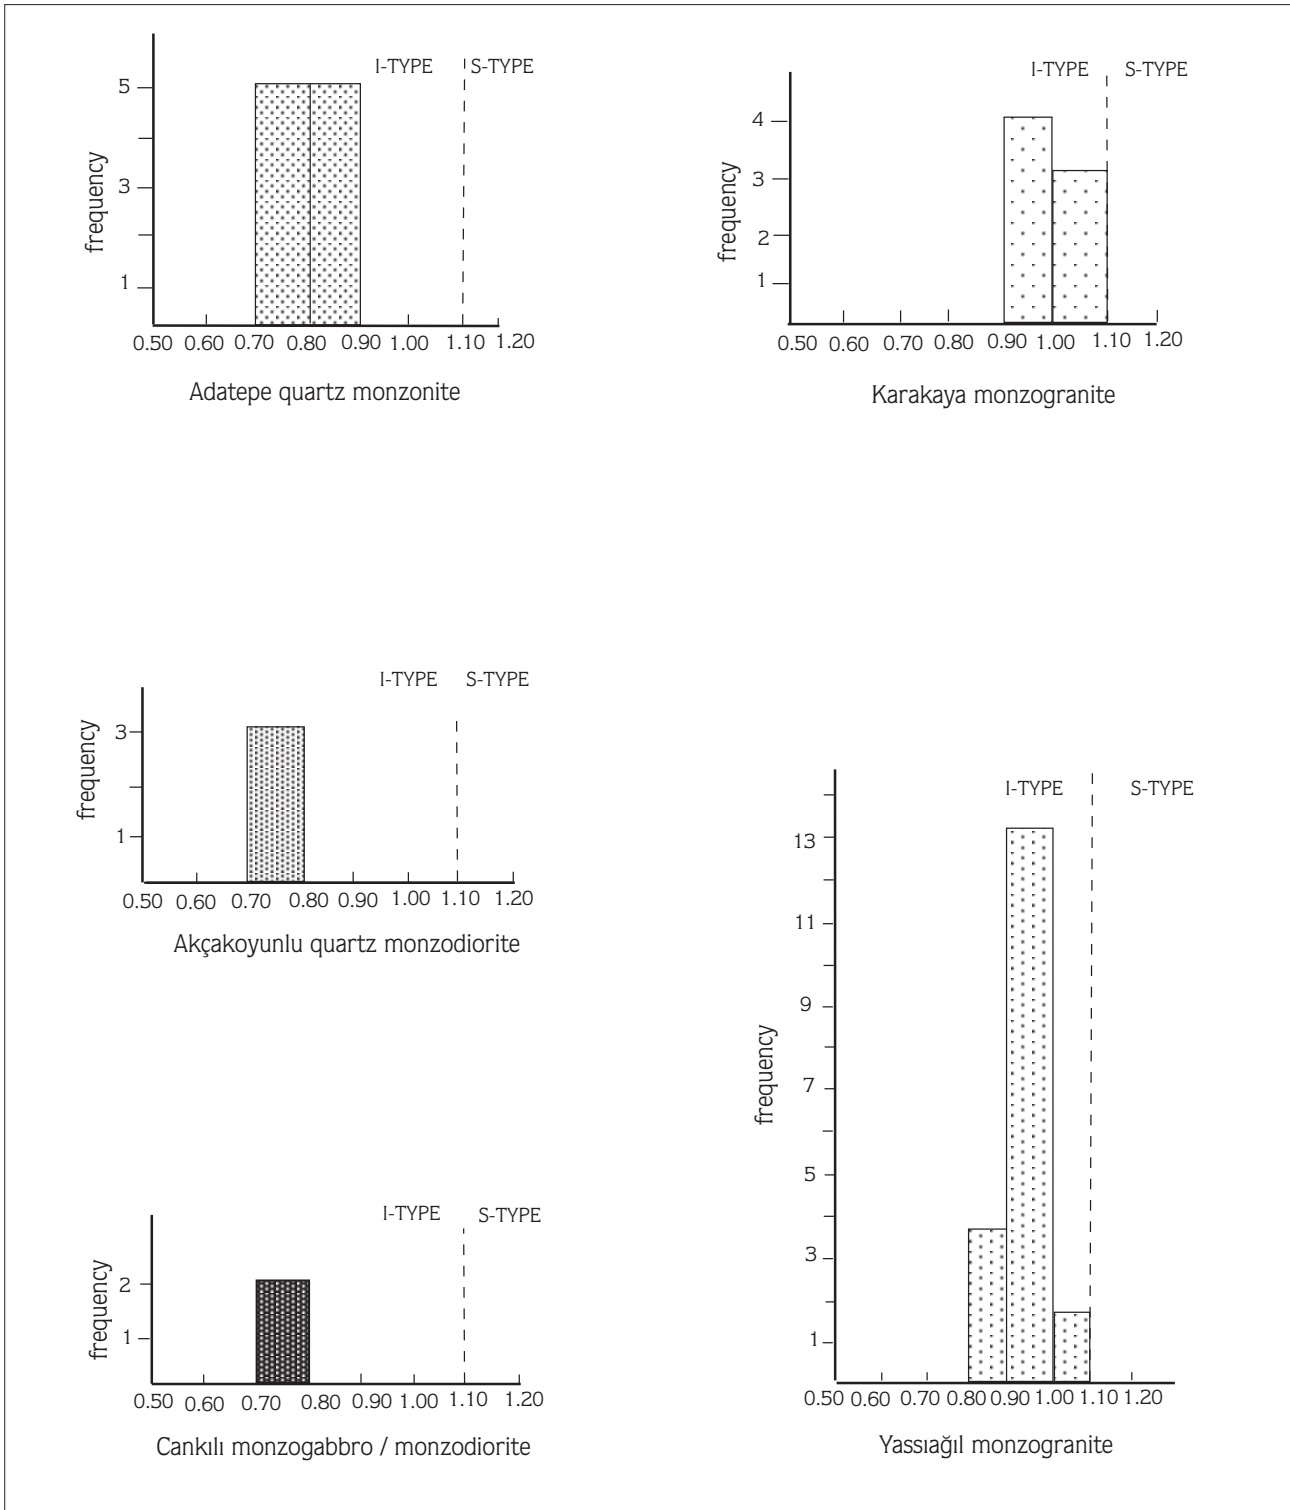 I-TYPE S-TYPE
5
3
1
frequency
0.50 0.60 0.70 0.80 0.90 1.00 1.10 1.20
Adatepe quartz monzonite
I-TYPE S-TYPE
4
3
2
1
frequency
0.50 0.60 0.70 0.80 0.90 1.00 1.10 1.20
Karakaya monzogranite
I-TYPE S-TYPE
3
1
frequency
0.50 0.60 0.70 0.80 0.90 1.00 1.10 1.20
Akçakoyunlu quartz monzodiorite
I-TYPE S-TYPE
13
11
9
7
5
3
1
frequency
0.50 0.60 0.70 0.80 0.90 1.00 1.10 1.20
Yassıağıl monzogranite
I-TYPE S-TYPE
2
1
frequency
0.50 0.60 0.70 0.80 0.90 1.00 1.10 1.20
Cankılı monzogabbro / monzodiorite